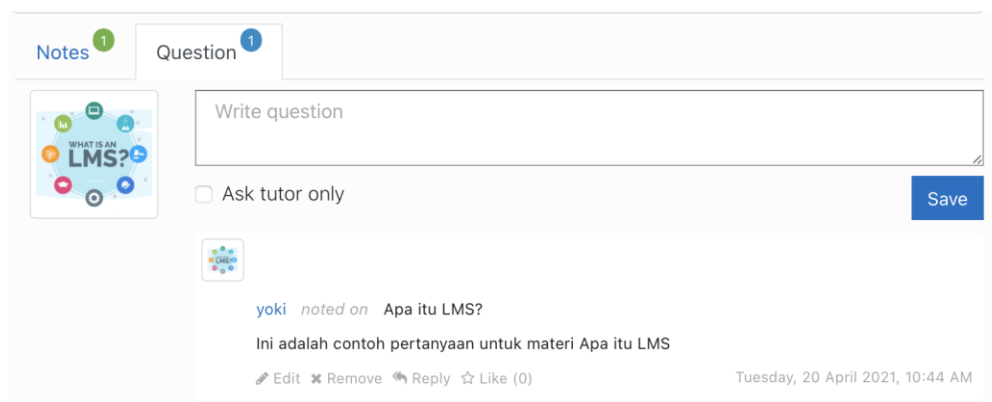 Notes 1 Question 1
WHAT IS AN
LMS?
Write question
Ask tutor only
Save
LMS?
yoki noted on Apa itu LMS?
Ini adalah contoh pertanyaan untuk materi Apa itu LMS
Edit Remove Reply Like (0) Tuesday, 20 April 2021, 10:44 AM